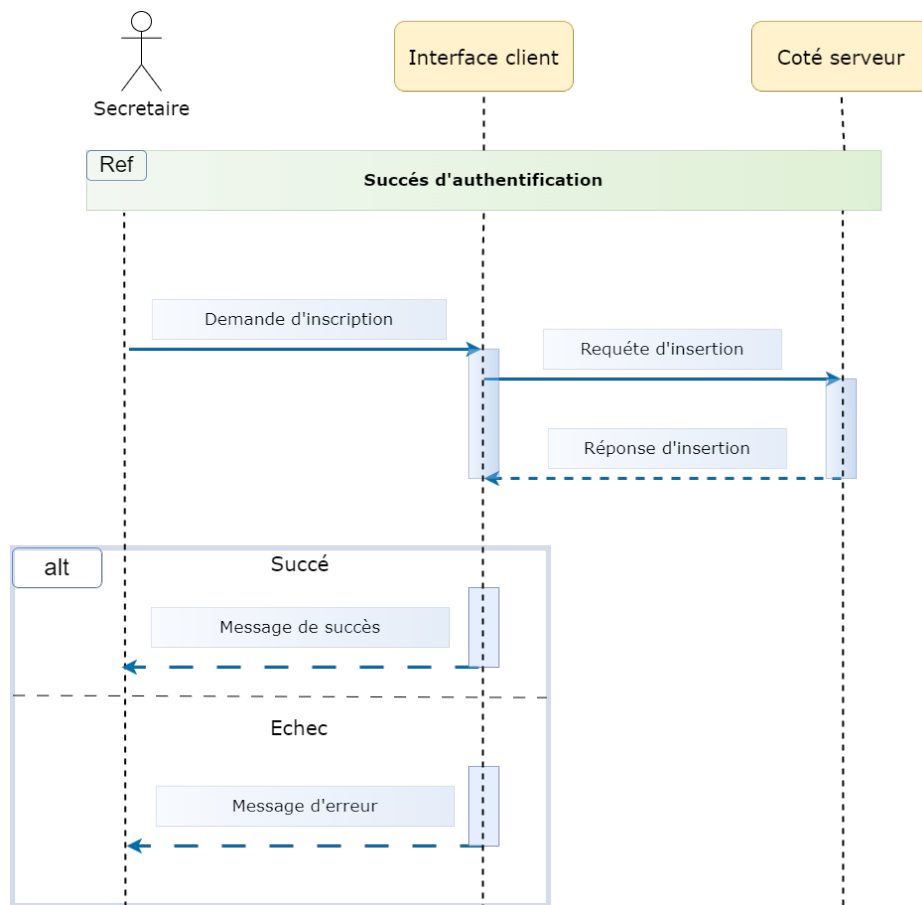 Secretaire
Interface client
Coté serveur
Ref
Succés d'authentification
Demande d'inscription
Requéte d'insertion
Réponse d'insertion
alt
Succé
Message de succès
Echec
Message d'erreur